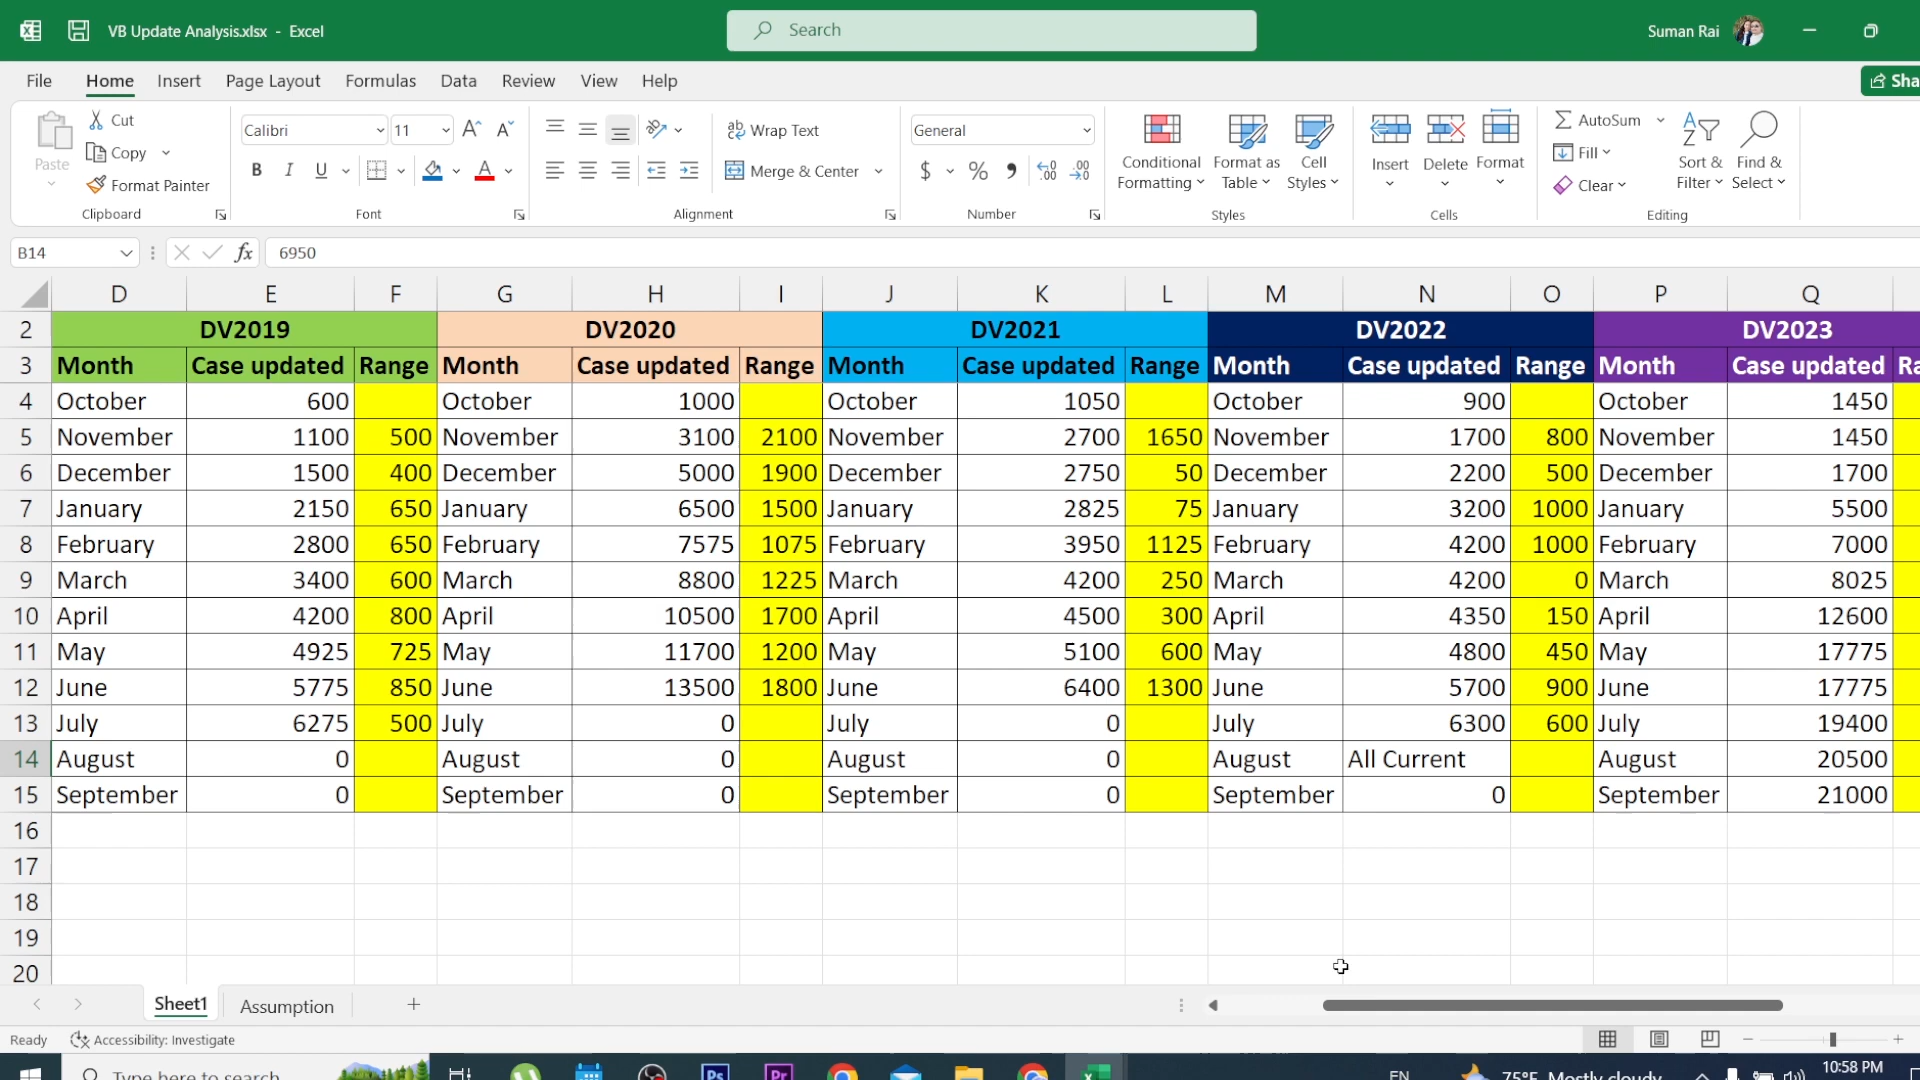 VB Update Analysis.xlsx - Excel
Search
Suman Rai
File Home Insert Page Layout Formulas Data Review View Help
Paste
Cut
Copy
Format Painter
Clipboard
Calibri 11
B I U
Font
Wrap Text
Merge & Center
Alignment
General
$ % ,
Number
Conditional Formatting
Format as Table
Cell Styles
Styles
Insert Delete Format
Cells
AutoSum
Fill
Clear
Sort & Filter
Find & Select
Editing
B14 fx 6950
D E F G H I J K L M N O P Q
2 DV2019 DV2020 DV2021 DV2022 DV2023
3 Month Case updated Range Month Case updated Range Month Case updated Range Month Case updated Range Month Case updated
4 October 600 October 1000 October 1050 October 900 October 1450
5 November 1100 500 November 3100 2100 November 2700 1650 November 1700 800 November 1450
6 December 1500 400 December 5000 1900 December 2750 50 December 2200 500 December 1700
7 January 2150 650 January 6500 1500 January 2825 75 January 3200 1000 January 5500
8 February 2800 650 February 7575 1075 February 3950 1125 February 4200 1000 February 7000
9 March 3400 600 March 8800 1225 March 4200 250 March 4200 0 March 8025
10 April 4200 800 April 10500 1700 April 4500 300 April 4350 150 April 12600
11 May 4925 725 May 11700 1200 May 5100 600 May 4800 450 May 17775
12 June 5775 850 June 13500 1800 June 6400 1300 June 5700 900 June 17775
13 July 6275 500 July 0 July 0 July 6300 600 July 19400
14 August 0 August 0 August 0 August All Current August 20500
15 September 0 September 0 September 0 September 0 September 21000
16
17
18
19
20
Sheet1 Assumption
Ready Accessibility: Investigate
Type here to search
Ps Pr
EN 75°F Mostly cloudy 10:58 PM